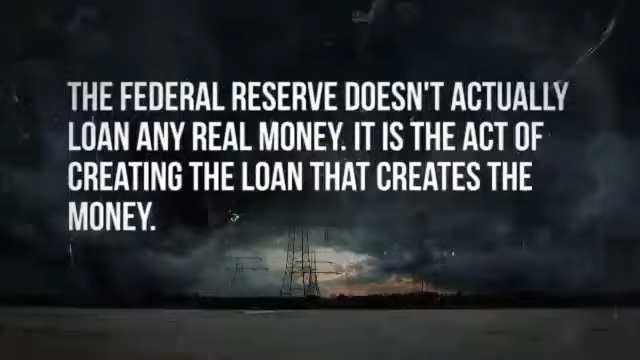 THE FEDERAL RESERVE DOESN'T ACTUALLY
LOAN ANY REAL MONEY. IT IS THE ACT OF
CREATING THE LOAN THAT CREATES THE
MONEY.